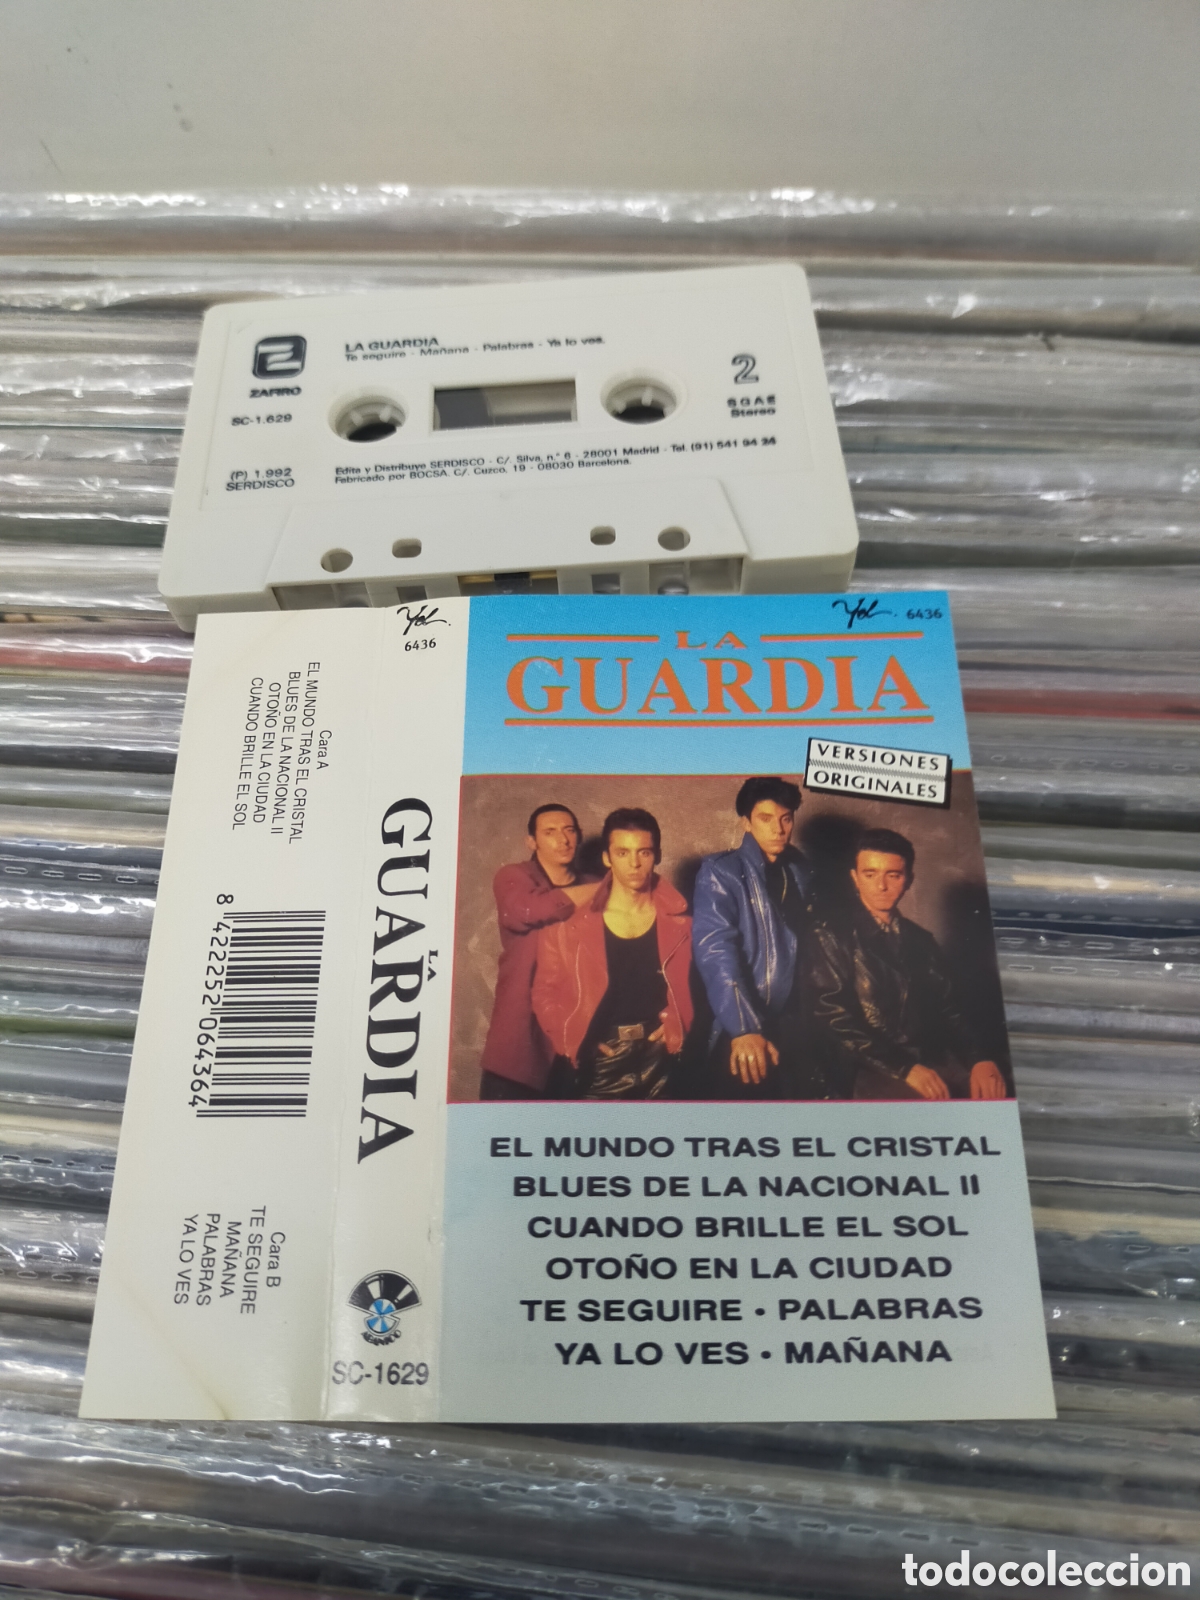 ZAFIRO
SC-1.629
(P) 1.992
SERDISCO
LA GUARDIA
Te seguire - Mañana - Palabras - Ya lo ves.
2
SGAE
Stereo
Edita y Distribuye SERDISCO - C/. Silva, n.º 6 - 28001 Madrid - Tel. (91) 541 94 24
Fabricado por BOCSA. C/. Cuzco, 19 - 08030 Barcelona.
Cara A
EL MUNDO TRAS EL CRISTAL
BLUES DE LA NACIONAL II
OTOÑO EN LA CIUDAD
CUANDO BRILLE EL SOL
8 422252 064364
Cara B
TE SEGUIRE
MAÑANA
PALABRAS
YA LO VES
6436
LA
GUARDIA
SC-1629
6436
LA
GUARDIA
VERSIONES
ORIGINALES
EL MUNDO TRAS EL CRISTAL
BLUES DE LA NACIONAL II
CUANDO BRILLE EL SOL
OTOÑO EN LA CIUDAD
TE SEGUIRE • PALABRAS
YA LO VES • MAÑANA
todocoleccion